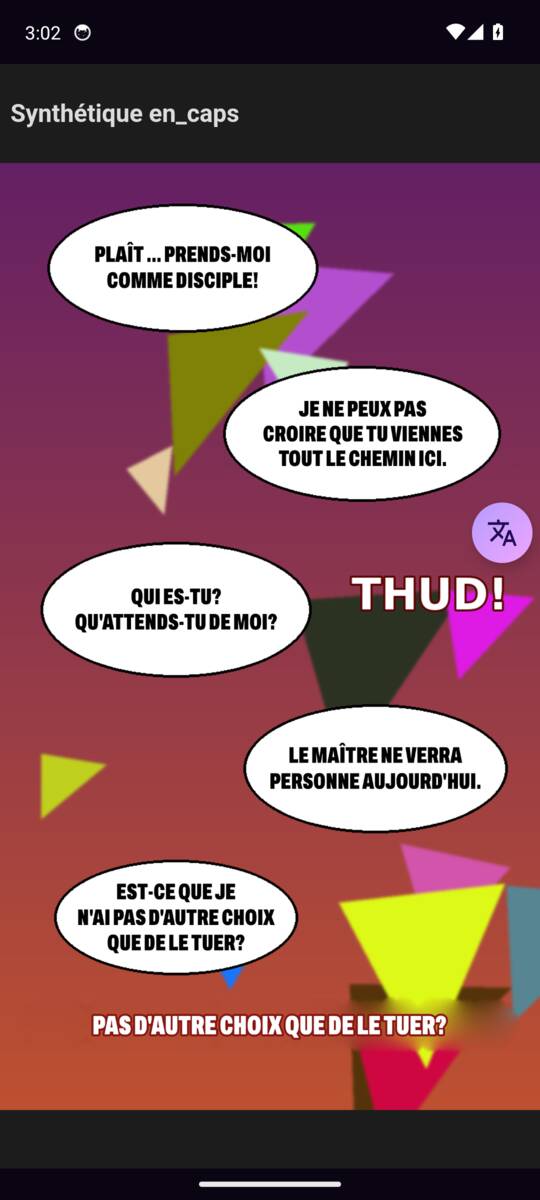 3:02
Synthétique en_caps
PLAÎT ... PRENDS-MOI
COMME DISCIPLE!
JE NE PEUX PAS
CROIRE QUE TU VIENNES
TOUT LE CHEMIN ICI.
QUI ES-TU?
QU'ATTENDS-TU DE MOI?
THUD!
LE MAÎTRE NE VERRA
PERSONNE AUJOURD'HUI.
EST-CE QUE JE
N'AI PAS D'AUTRE CHOIX
QUE DE LE TUER?
PAS D'AUTRE CHOIX QUE DE LE TUER?